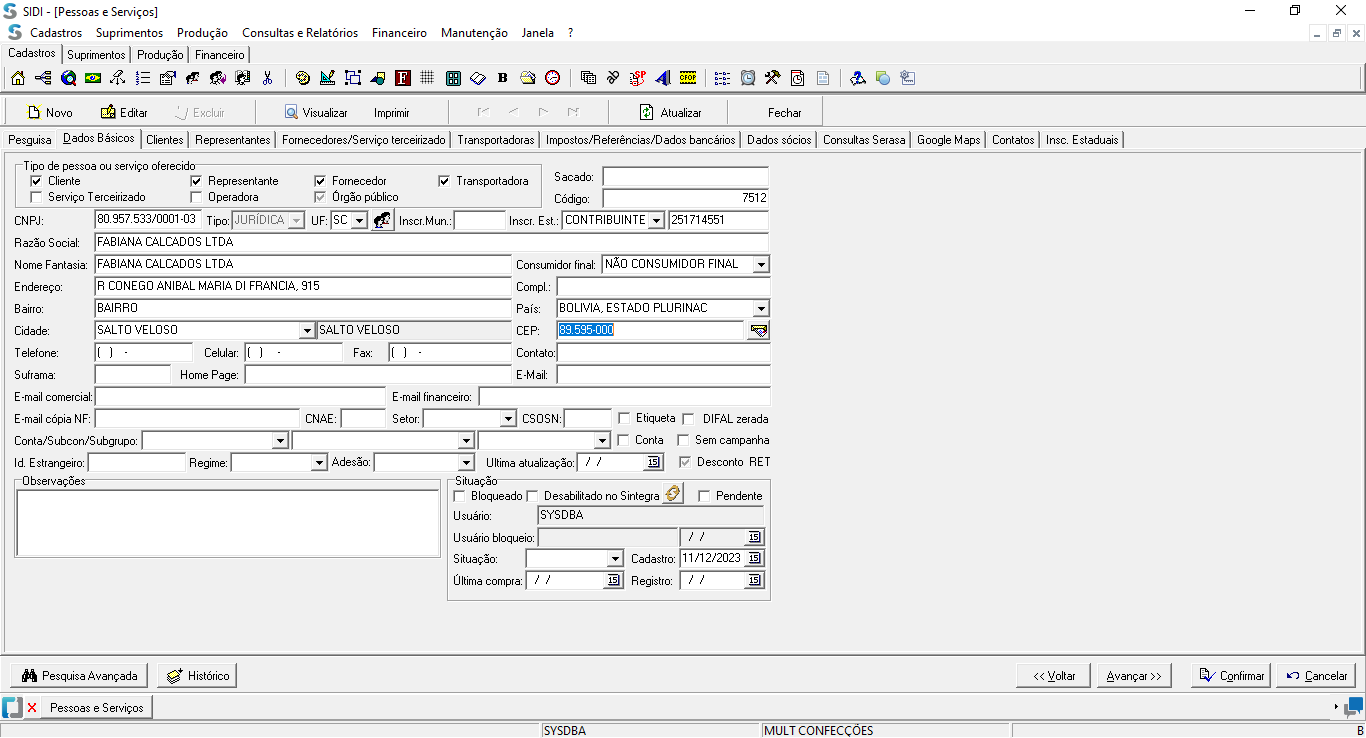 SIDI - [Pessoas e Serviços]
Cadastros Suprimentos Produção Consultas e Relatórios Financeiro Manutenção Janela ?
Cadastros Suprimentos Produção Financeiro
Novo Editar Excluir Visualizar Imprimir Atualizar Fechar
Pesquisa Dados Básicos Clientes Representantes Fornecedores/Serviço terceirizado Transportadoras Impostos/Referências/Dados bancários Dados sócios Consultas Serasa Google Maps Contatos Insc. Estaduais
Tipo de pessoa ou serviço oferecido
Cliente Representante Fornecedor Transportadora Sacado:
Serviço Terceirizado Operadora Órgão público Código: 7512
CNPJ: 80.957.533/0001-03 Tipo: JURÍDICA UF: SC Inscr.Mun.: Inscr. Est.: CONTRIBUINTE 251714551
Razão Social: FABIANA CALCADOS LTDA
Nome Fantasia: FABIANA CALCADOS LTDA Consumidor final: NÃO CONSUMIDOR FINAL
Endereço: R CONEGO ANIBAL MARIA DI FRANCIA, 915 Compl.:
Bairro: BAIRRO País: BOLIVIA, ESTADO PLURINAC
Cidade: SALTO VELOSO SALTO VELOSO CEP: 89.595-000
Telefone: ( ) - Celular: ( ) - Fax: ( ) - Contato:
Suframa: Home Page: E-Mail:
E-mail comercial: E-mail financeiro:
E-mail cópia NF: CNAE: Setor: CSOSN: Etiqueta DIFAL zerada
Conta/Subcon/Subgrupo: Conta Sem campanha
Id. Estrangeiro: Regime: Adesão: Ultima atualização: / / 15 Desconto RET
Observações Situação
Bloqueado Desabilitado no Sintegra Pendente
Usuário: SYSDBA
Usuário bloqueio: / / 15
Situação: Cadastro: 11/12/2023 15
Última compra: / / 15 Registro: / / 15
Pesquisa Avançada Histórico << Voltar Avançar >> Confirmar Cancelar
Pessoas e Serviços
SYSDBA MULT CONFECÇÕES B